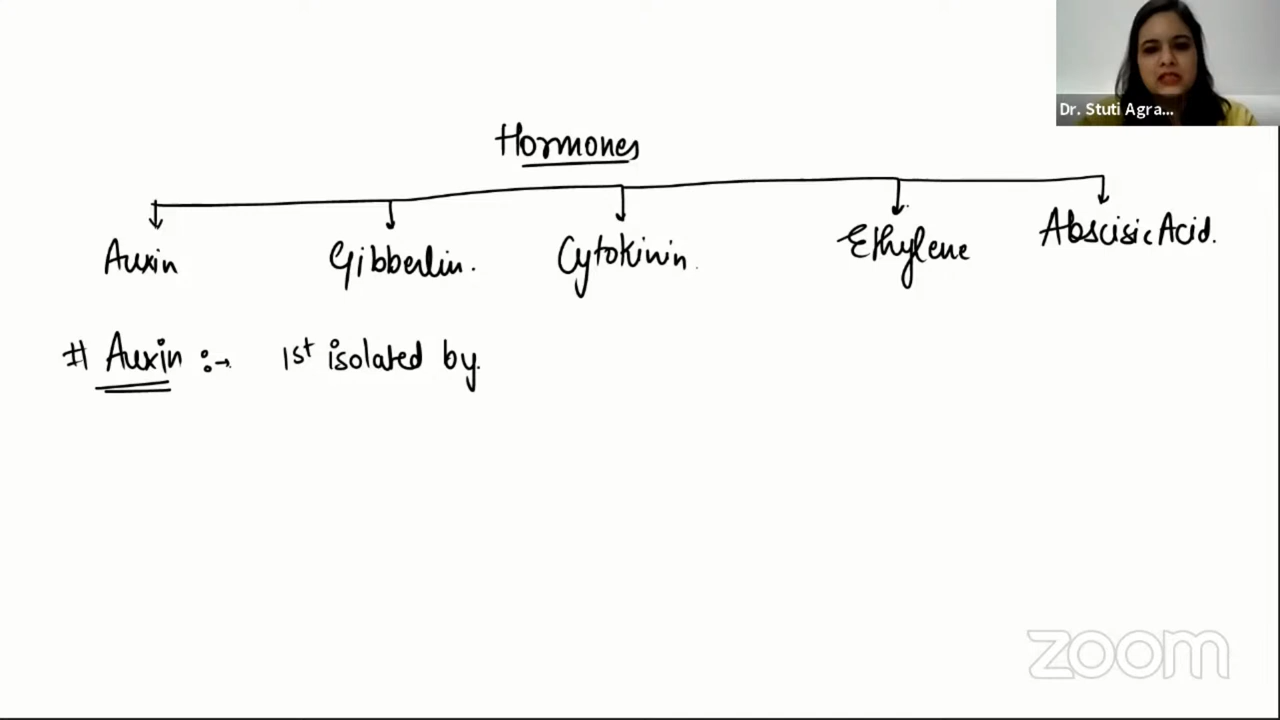 Dr. Stuti Agra...
Hormones
Auxin Gibberlin. Cytokinin. Ethylene Abscisic Acid.
# Auxin :→ 1st isolated by.
zoom